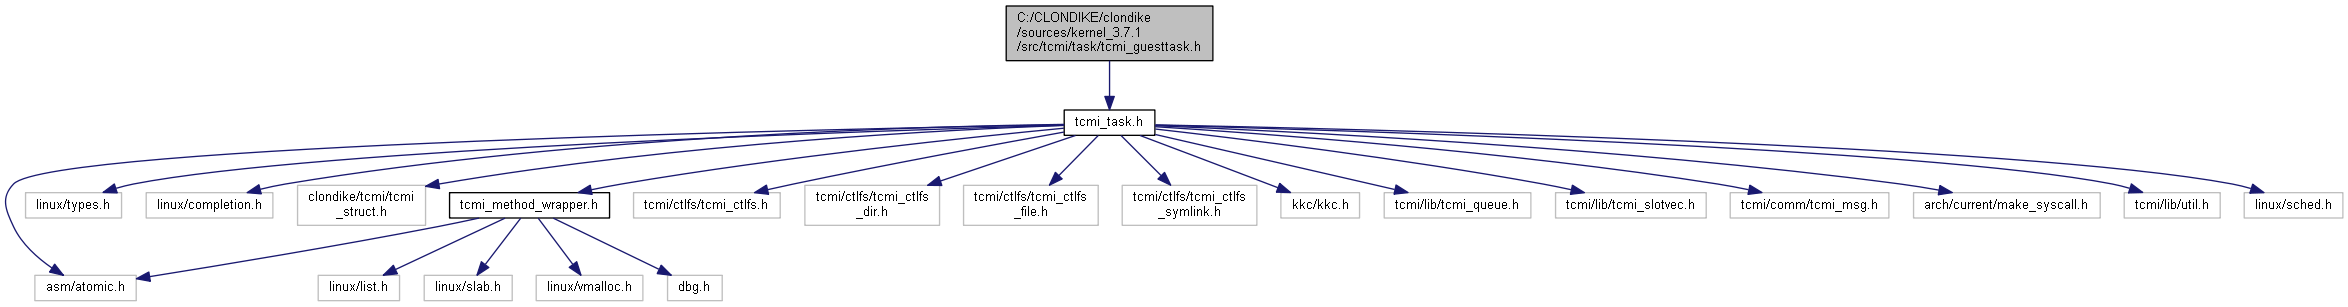 C:/CLONDIKE/clondike
/sources/kernel_3.7.1
/src/tcmi/task/tcmi_guesttask.h
tcmi_task.h
linux/types.h
linux/completion.h
clondike/tcmi/tcmi
_struct.h
tcmi_method_wrapper.h
tcmi/ctlfs/tcmi_ctlfs.h
tcmi/ctlfs/tcmi_ctlfs
_dir.h
tcmi/ctlfs/tcmi_ctlfs
_file.h
tcmi/ctlfs/tcmi_ctlfs
_symlink.h
kkc/kkc.h
tcmi/lib/tcmi_queue.h
tcmi/lib/tcmi_slotvec.h
tcmi/comm/tcmi_msg.h
arch/current/make_syscall.h
tcmi/lib/util.h
linux/sched.h
asm/atomic.h
linux/list.h
linux/slab.h
linux/vmalloc.h
dbg.h